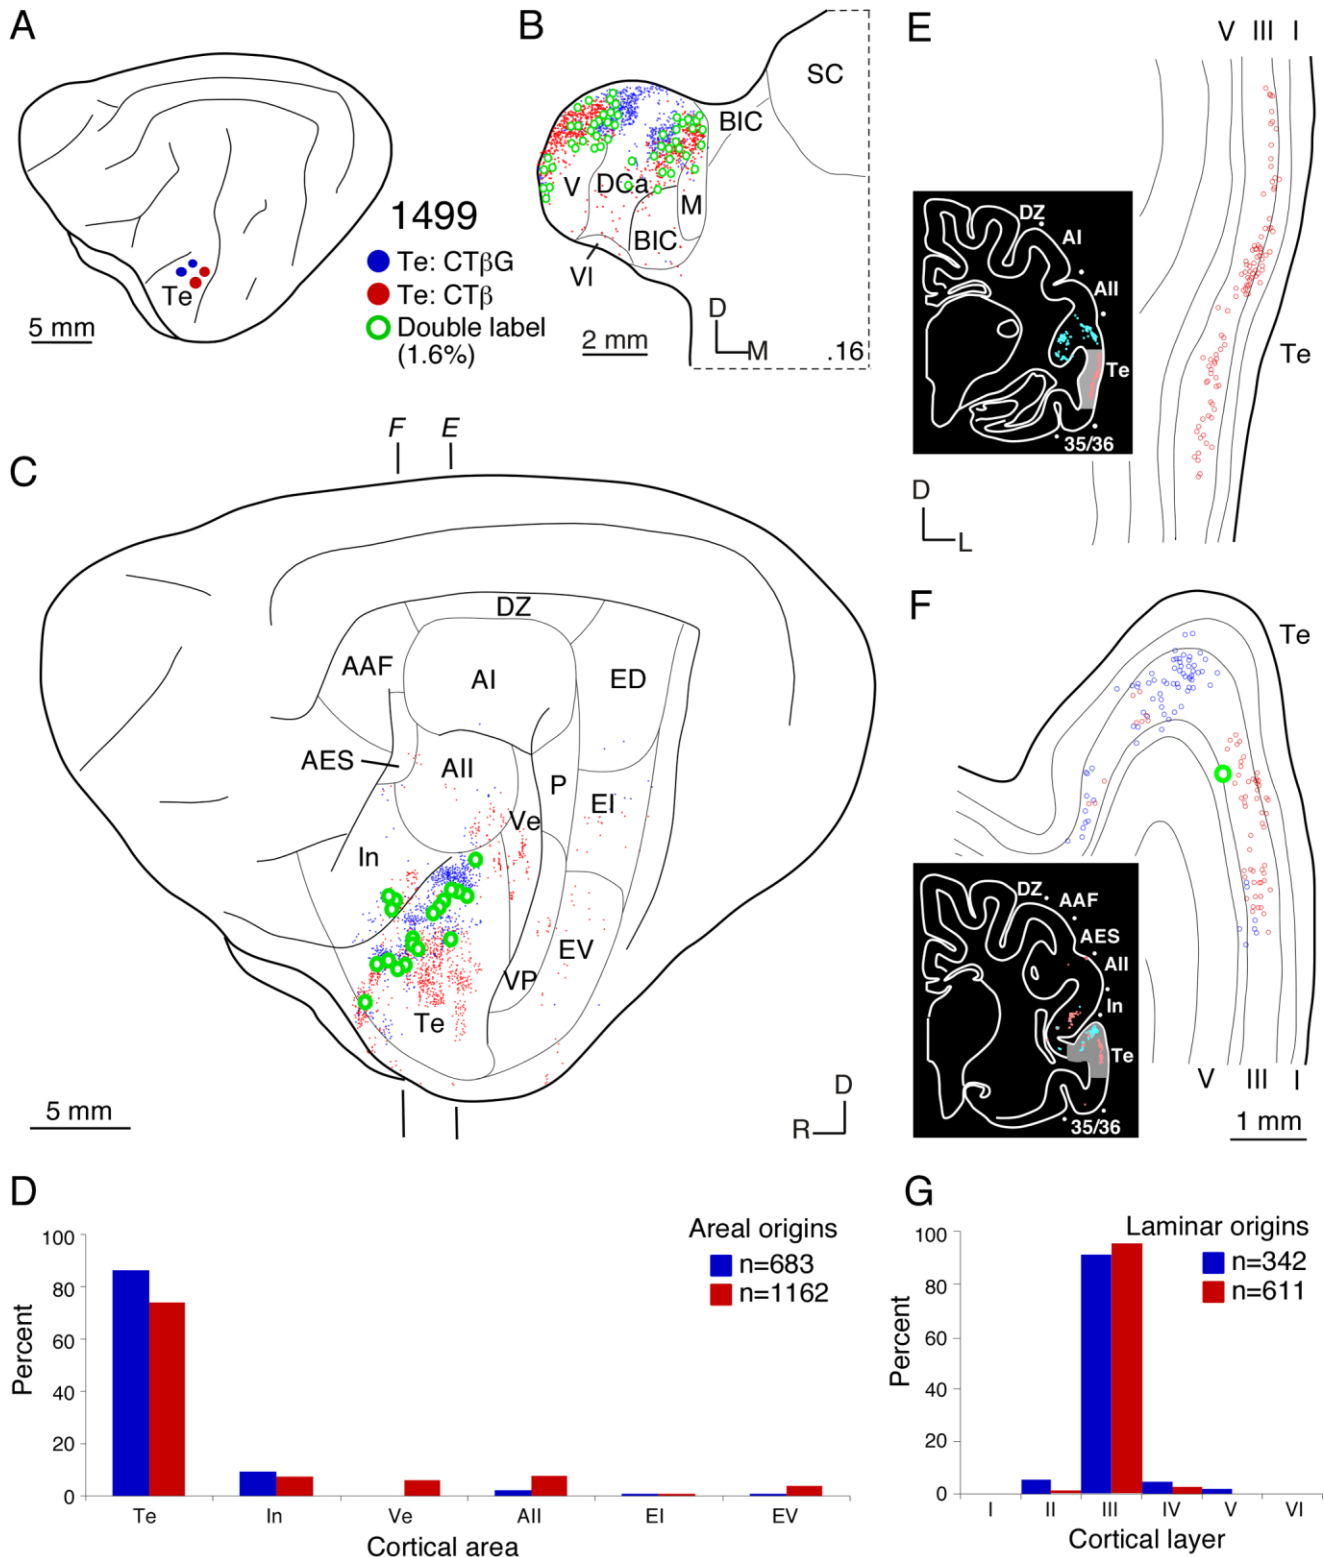 A
1499
Te: CTβG
Te: CTβ
Double label
(1.6%)
Te
5 mm
B
SC
BIC
V
DCa
M
BIC
VI
D
M
2 mm
.16
E
V III I
DZ
AI
AII
Te
35/36
Te
D
L
C
F
E
DZ
AAF
AI
ED
AES
AII
P
EI
Ve
In
EV
VP
Te
5 mm
D
R
F
Te
DZ
AAF
AES
AII
In
Te
35/36
V III I
1 mm
D
Areal origins
n=683
n=1162
Percent
100
80
60
40
20
0
Te In Ve AII EI EV
Cortical area
G
Laminar origins
n=342
n=611
Percent
100
80
60
40
20
0
I II III IV V VI
Cortical layer